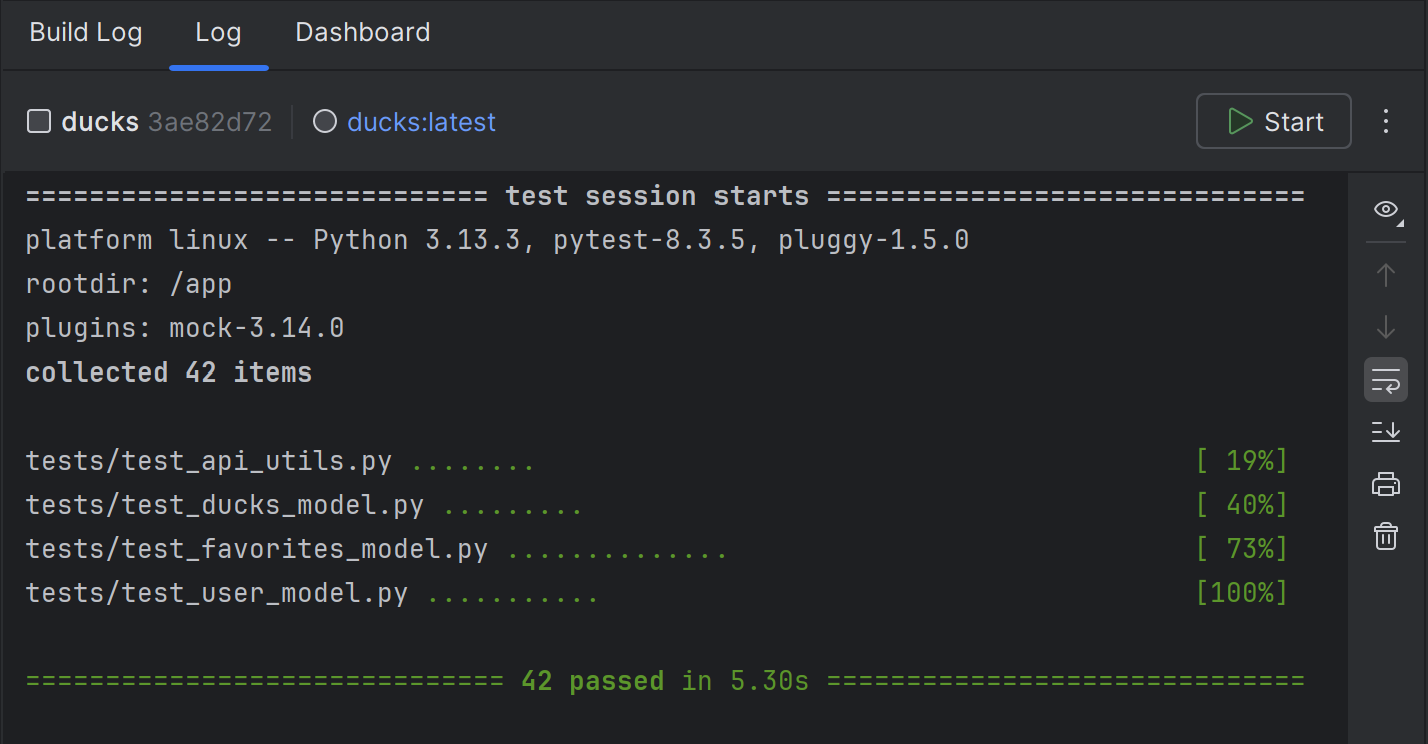 Build Log Log Dashboard
ducks 3ae82d72 ducks:latest Start
============================= test session starts ==============================
platform linux -- Python 3.13.3, pytest-8.3.5, pluggy-1.5.0
rootdir: /app
plugins: mock-3.14.0
collected 42 items
tests/test_api_utils.py ........ [ 19%]
tests/test_ducks_model.py ......... [ 40%]
tests/test_favorites_model.py .............. [ 73%]
tests/test_user_model.py ........... [100%]
============================== 42 passed in 5.30s ==============================